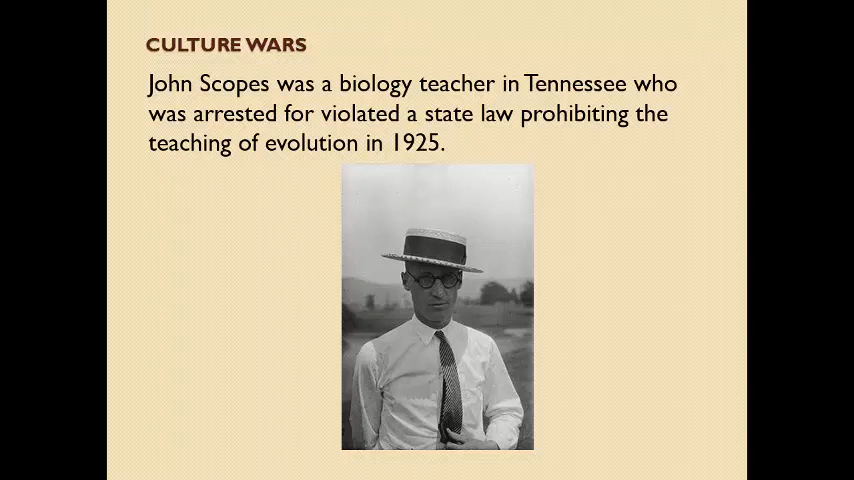 CULTURE WARS
John Scopes was a biology teacher in Tennessee who
was arrested for violated a state law prohibiting the
teaching of evolution in 1925.